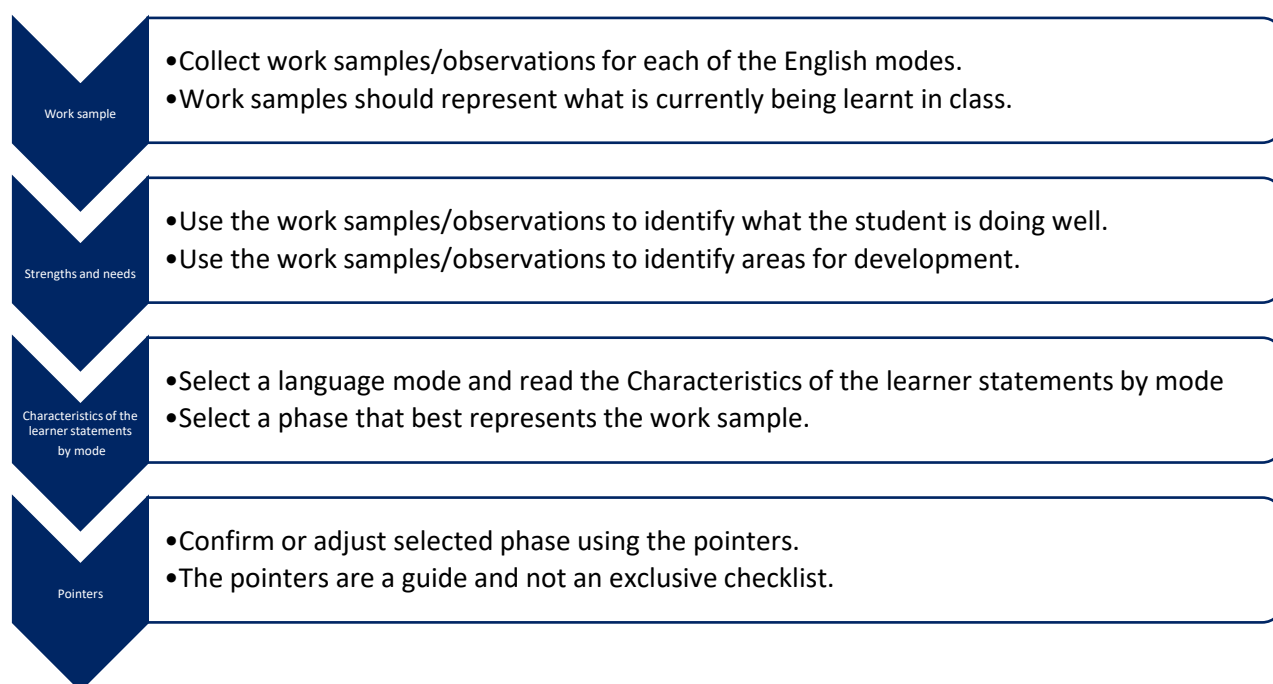 Work sample
•Collect work samples/observations for each of the English modes.
•Work samples should represent what is currently being learnt in class.
Strengths and needs
•Use the work samples/observations to identify what the student is doing well.
•Use the work samples/observations to identify areas for development.
Characteristics of the
learner statements
by mode
•Select a language mode and read the Characteristics of the learner statements by mode
•Select a phase that best represents the work sample.
Pointers
•Confirm or adjust selected phase using the pointers.
•The pointers are a guide and not an exclusive checklist.